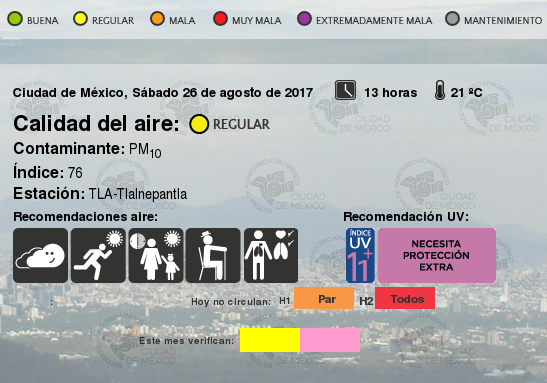 BUENA REGULAR MALA MUY MALA EXTREMADAMENTE MALA MANTENIMIENTO
Ciudad de México, Sábado 26 de agosto de 2017 13 horas 21 ºC
Calidad del aire: REGULAR
Contaminante: PM10
Índice: 76
Estación: TLA-Tlalnepantla
Recomendaciones aire: Recomendación UV:
ÍNDICE
UV
11+
NECESITA
PROTECCIÓN
EXTRA
: Hoy no circulan: H1 Par H2 Todos
Este mes verifican:
CIUDAD
DE MÉXICO